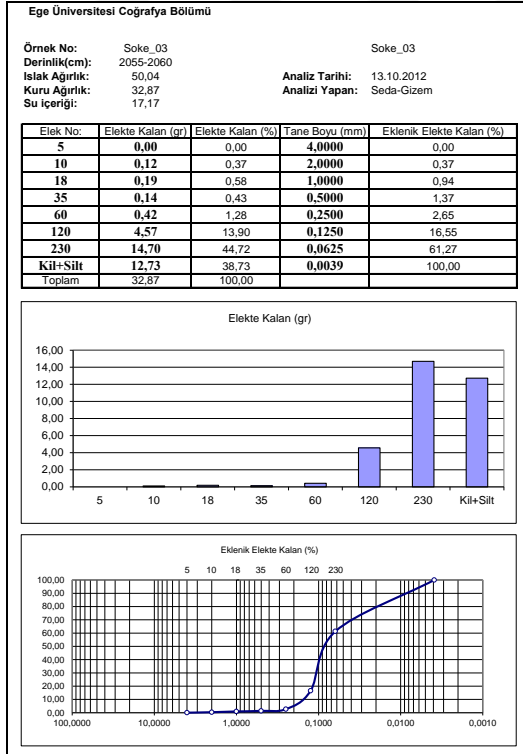 Ege Üniversitesi Coğrafya Bölümü
Örnek No: Soke_03 Soke_03
Derinlik(cm): 2055-2060
Islak Ağırlık: 50,04 Analiz Tarihi: 13.10.2012
Kuru Ağırlık: 32,87 Analizi Yapan: Seda-Gizem
Su içeriği: 17,17
Elek No: Elekte Kalan (gr) Elekte Kalan (%) Tane Boyu (mm) Eklenik Elekte Kalan (%)
5 0,00 0,00 4,0000 0,00
10 0,12 0,37 2,0000 0,37
18 0,19 0,58 1,0000 0,94
35 0,14 0,43 0,5000 1,37
60 0,42 1,28 0,2500 2,65
120 4,57 13,90 0,1250 16,55
230 14,70 44,72 0,0625 61,27
Kil+Silt 12,73 38,73 0,0039 100,00
Toplam 32,87 100,00
Elekte Kalan (gr)
16,00
14,00
12,00
10,00
8,00
6,00
4,00
2,00
0,00
5 10 18 35 60 120 230 Kil+Silt
Eklenik Elekte Kalan (%)
5 10 18 35 60 120 230
100,00
90,00
80,00
70,00
60,00
50,00
40,00
30,00
20,00
10,00
0,00
100,0000 10,0000 1,0000 0,1000 0,0100 0,0010